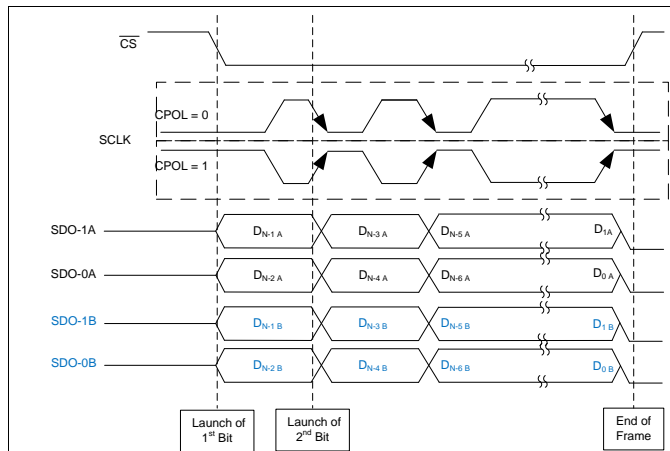 CS
CPOL = 0
SCLK
CPOL = 1
SDO-1A DN-1 A DN-3 A DN-5 A D1A
SDO-0A DN-2 A DN-4 A DN-6 A D0 A
SDO-1B DN-1 B DN-3 B DN-5 B D1 B
SDO-0B DN-2 B DN-4 B DN-6 B D0 B
Launch of
1st Bit
Launch of
2nd Bit
End of
Frame